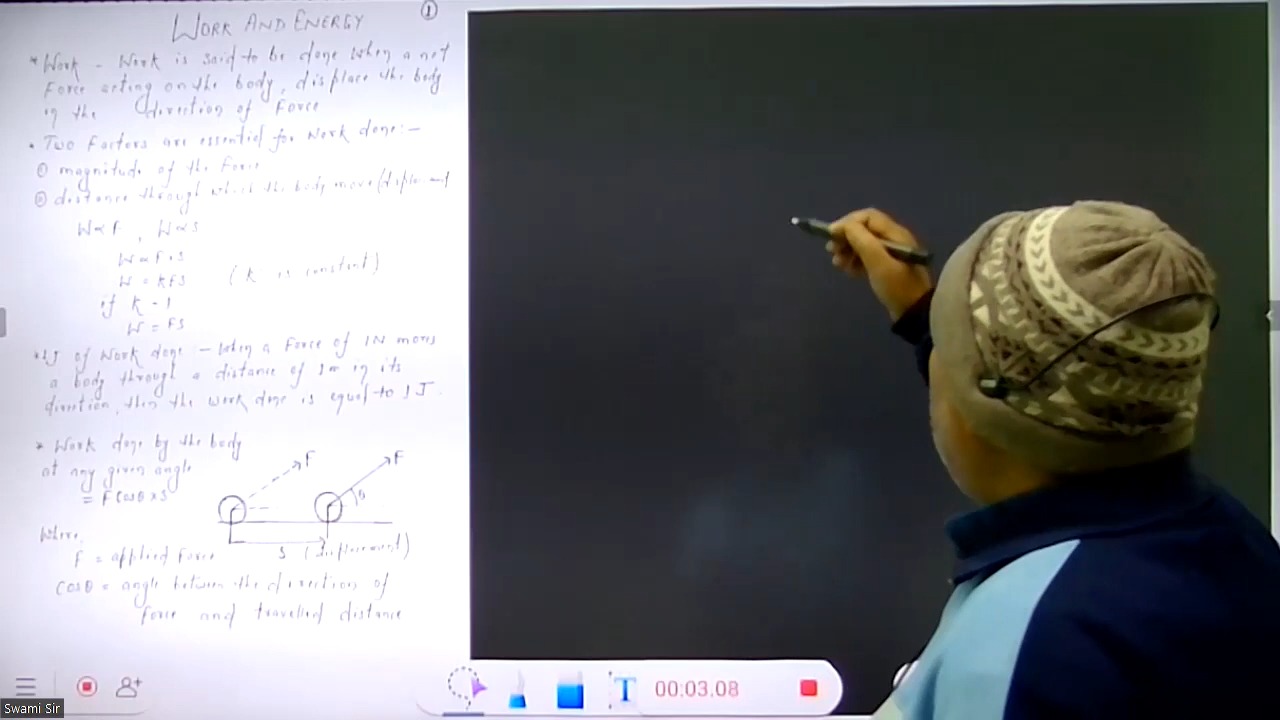 WORK AND ENERGY
①
* Work - Work is said to be done when a net
Force acting on the body, displace the body
in the direction of Force
* Two Factors are essential for Work done:-
① magnitude of the Force
② distance through which the body move (displacement
W∝F , W∝S
W∝F.S
W = KFS (K is constant)
if K = 1
W = FS
*1J of Work done :- When a Force of 1N moves
a body through a distance of 1m in its
direction, then the work done is equal to 1J.
* Work done by the body
at any given angle
= F Cosθ×S
F
F
θ
S (displacement)
Where,
F = applied Force
Cosθ = angle between the direction of
force and travelled distance
T
00:03.08
Swami Sir